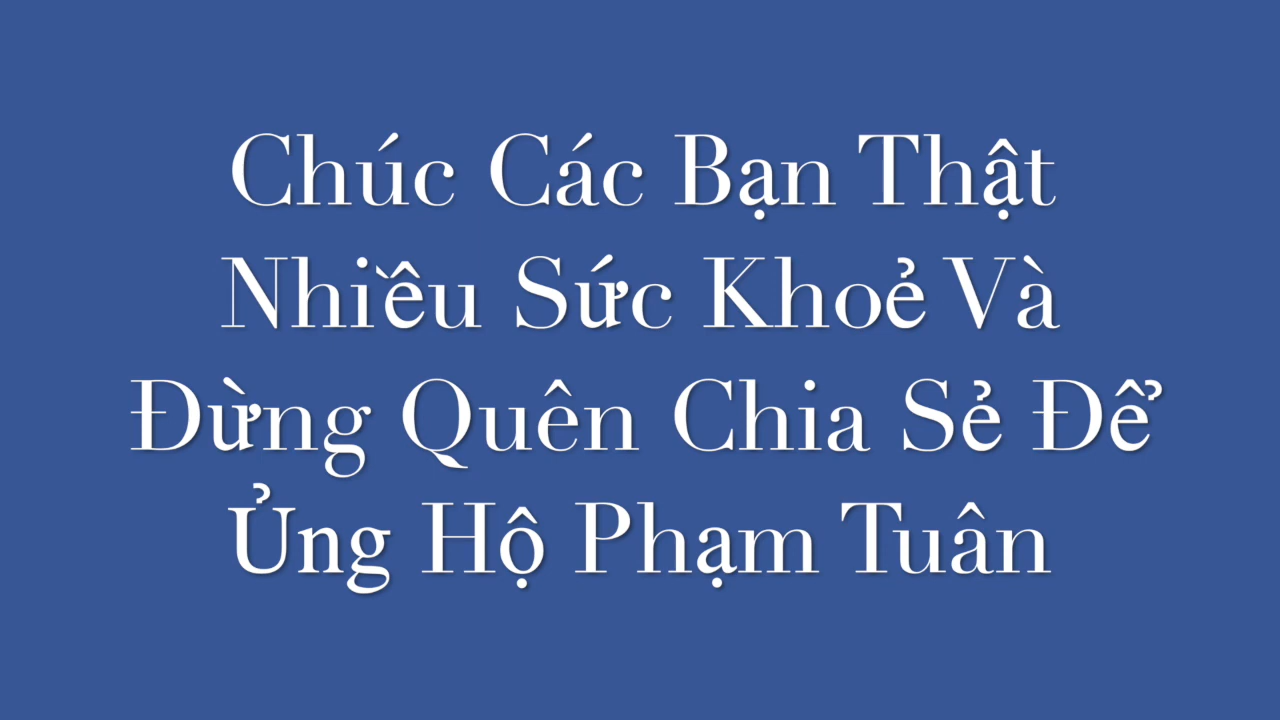 Chúc Các Bạn Thật
Nhiều Sức Khoẻ Và
Đừng Quên Chia Sẻ Để
Ủng Hộ Phạm Tuân